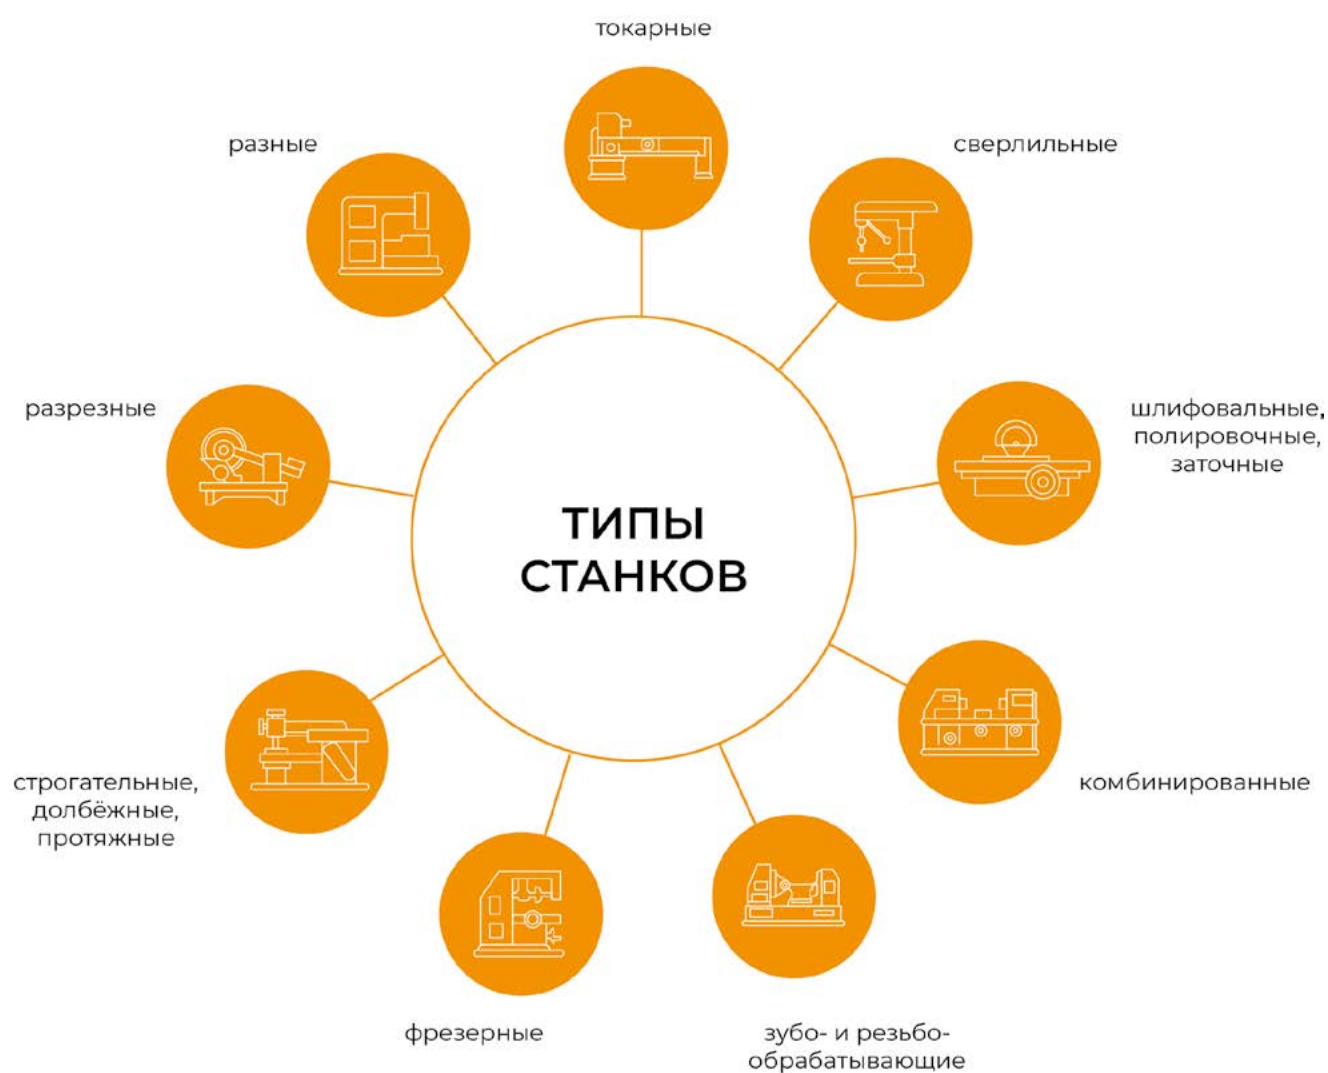 токарные
разные
сверлильные
разрезные
шлифовальные,
полировочные,
заточные
ТИПЫ
СТАНКОВ
строгательные,
долбёжные,
протяжные
комбинированные
фрезерные
зубо- и резьбо-
обрабатывающие